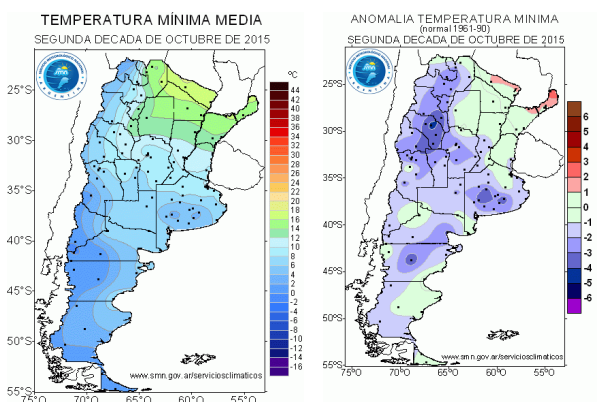 TEMPERATURA MÍNIMA MEDIA
SEGUNDA DECADA DE OCTUBRE DE 2015
°C
44
42
40
38
36
34
32
30
28
26
24
22
20
18
16
14
12
10
8
6
4
2
0
-2
-4
-6
-8
-10
-12
-14
-16
25°S
30°S
35°S
40°S
45°S
50°S
55°S
75°O
70°O
65°O
60°O
55°O
www.smn.gov.ar/serviciosclimaticos
ANOMALIA TEMPERATURA MINIMA
(normal 1961-90)
SEGUNDA DECADA DE OCTUBRE DE 2015
6
5
4
3
2
1
0
-1
-2
-3
-4
-5
-6
25°S
30°S
35°S
40°S
45°S
50°S
55°S
75°O
70°O
65°O
60°O
55°O
www.smn.gov.ar/serviciosclimaticos